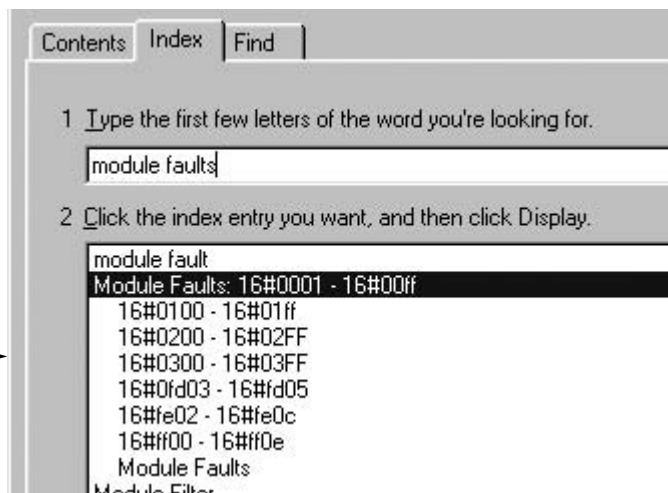 Contents Index Find
1 Type the first few letters of the word you're looking for.
module faults
2 Click the index entry you want, and then click Display.
module fault
Module Faults: 16#0001 - 16#00ff
16#0100 - 16#01ff
16#0200 - 16#02FF
16#0300 - 16#03FF
16#0fd03 - 16#fd05
16#fe02 - 16#fe0c
16#ff00 - 16#ff0e
Module Faults
Module Filter